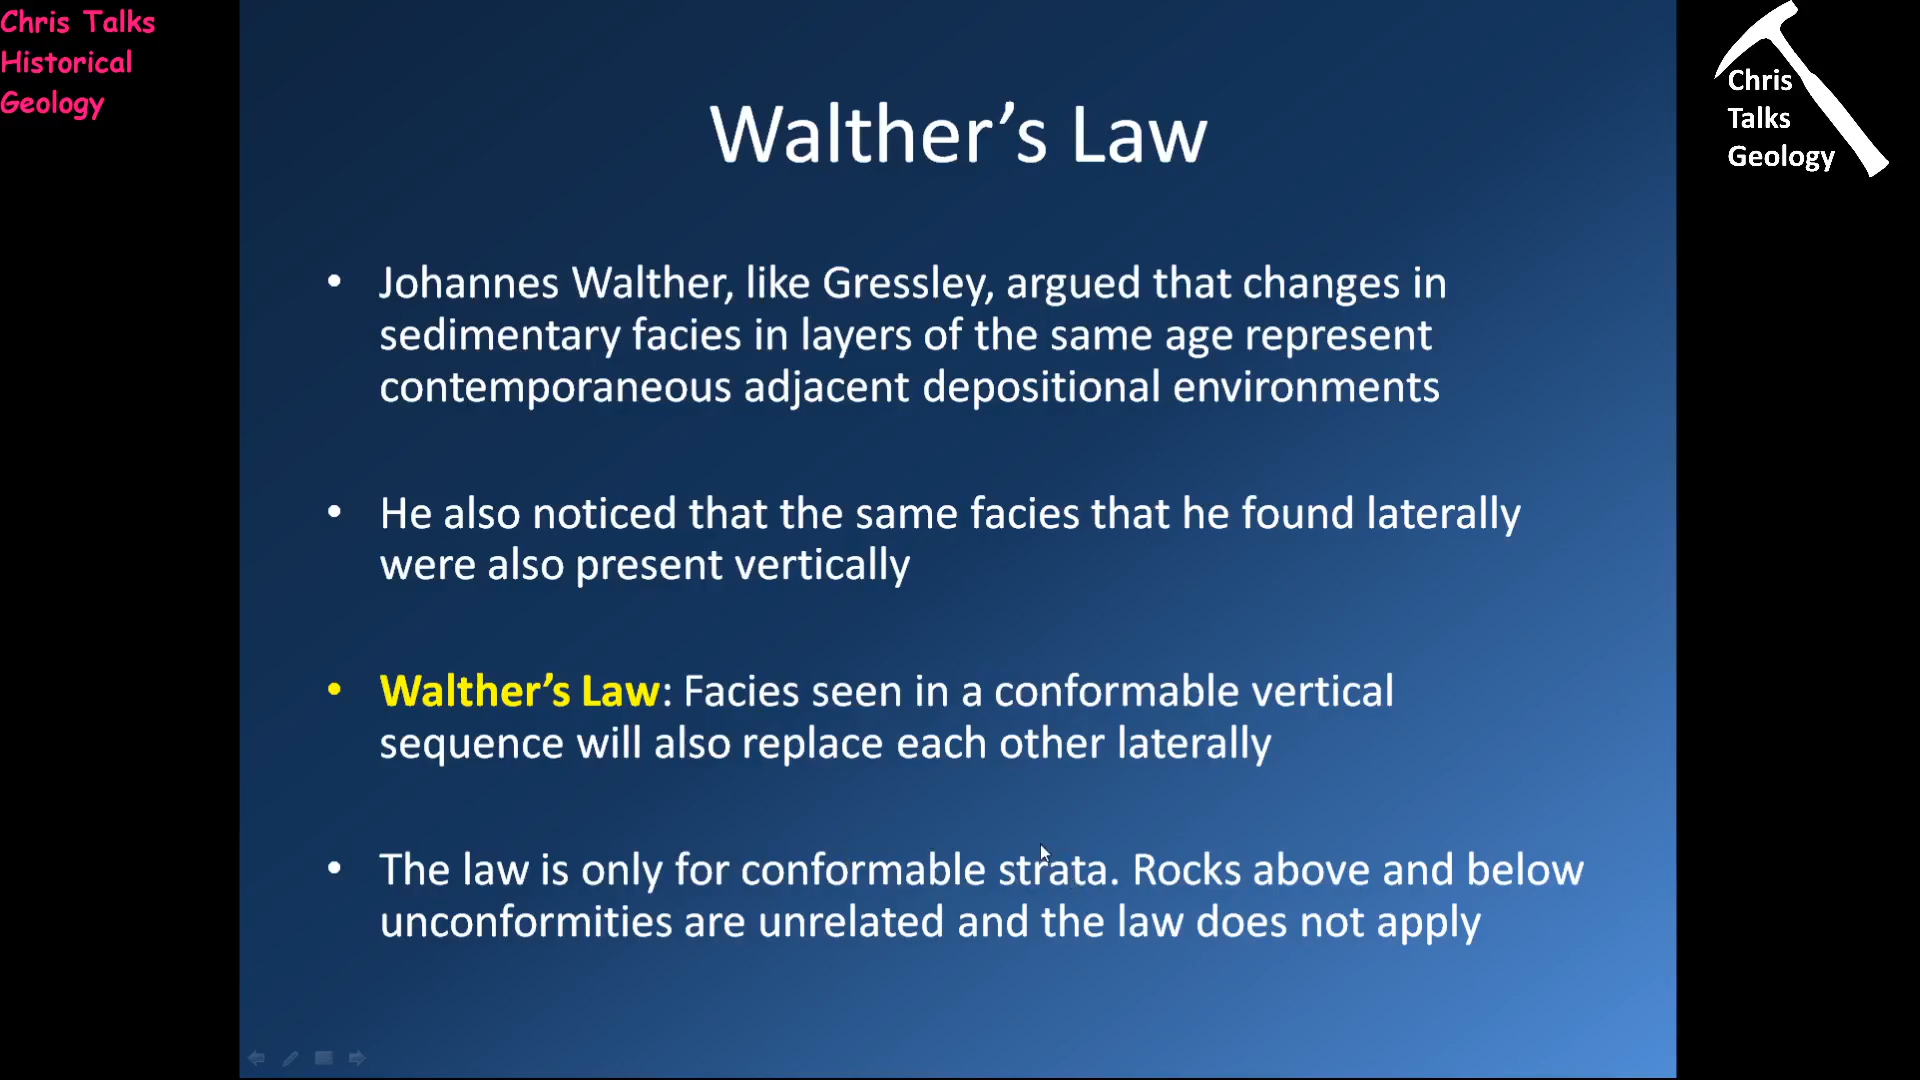 Chris Talks
Historical
Geology
Chris
Talks
Geology
Walther’s Law
• Johannes Walther, like Gressley, argued that changes in
sedimentary facies in layers of the same age represent
contemporaneous adjacent depositional environments
• He also noticed that the same facies that he found laterally
were also present vertically
• Walther’s Law: Facies seen in a conformable vertical
sequence will also replace each other laterally
• The law is only for conformable strata. Rocks above and below
unconformities are unrelated and the law does not apply